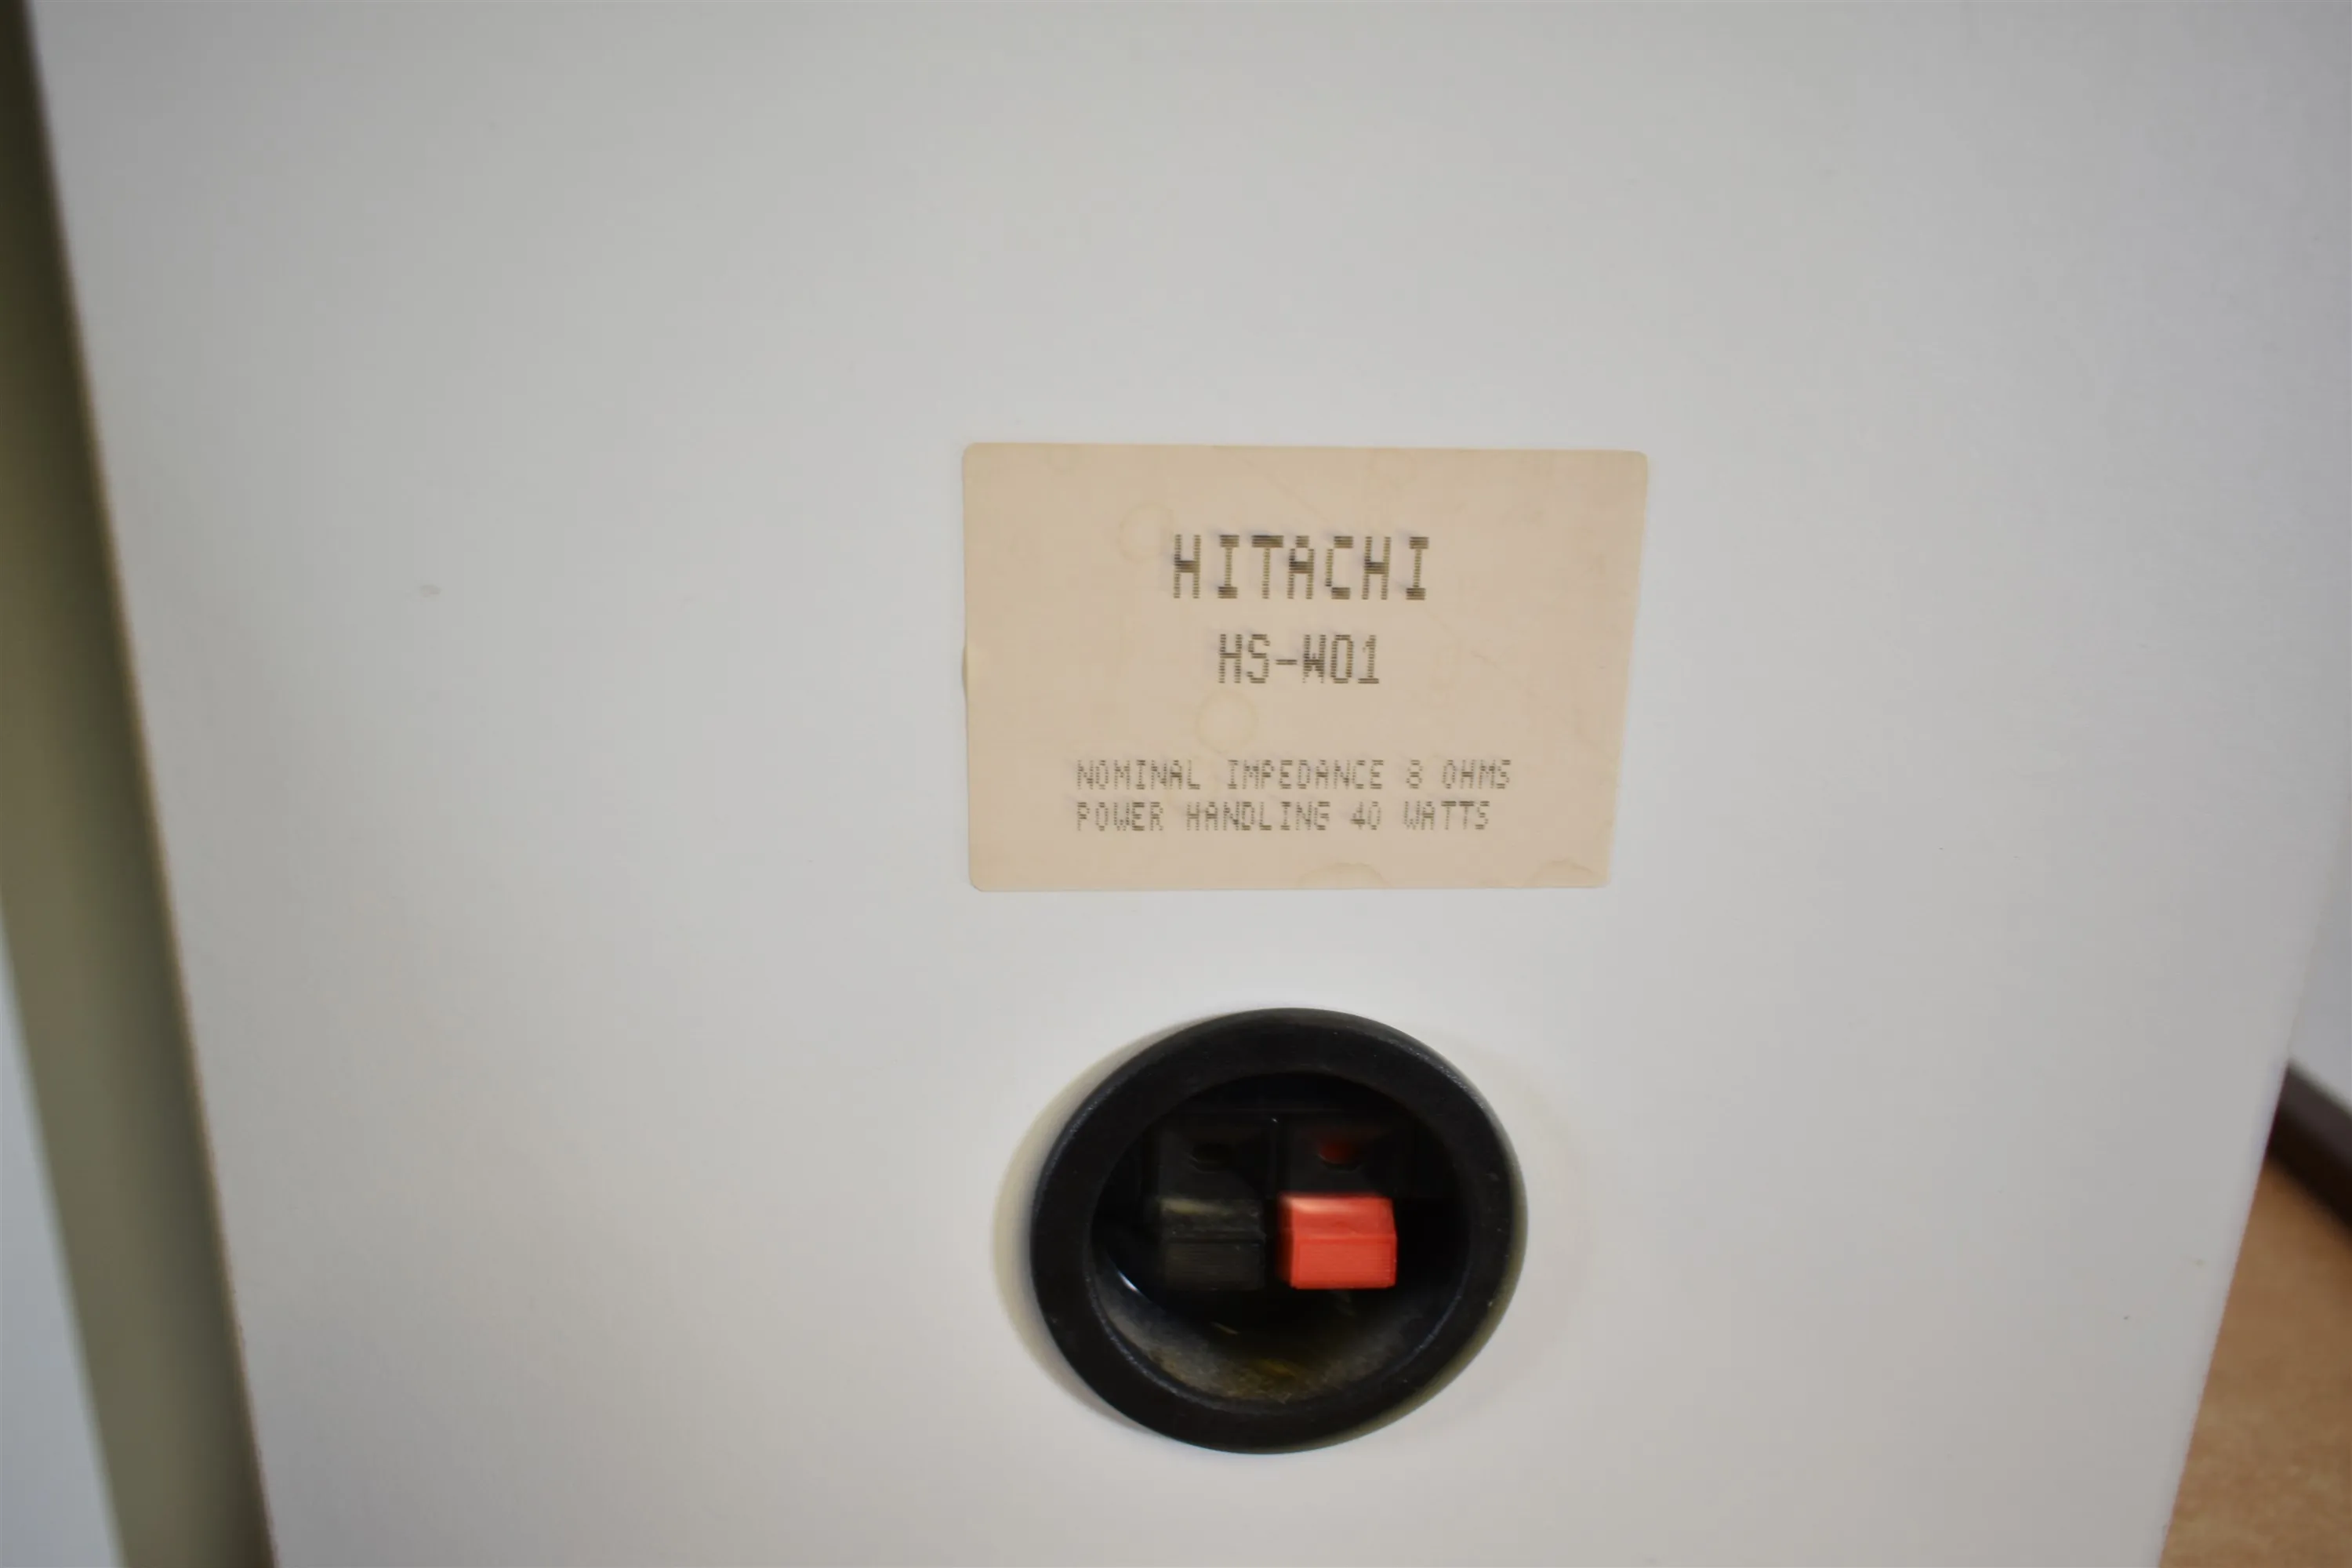 HITACHI
HS-W01
NOMINAL IMPEDANCE 8 OHMS
POWER HANDLING 40 WATTS